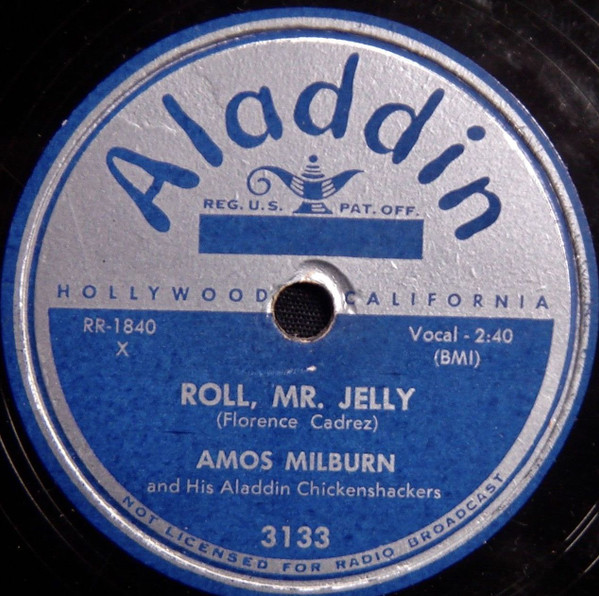 Aladdin
REG. U.S. PAT. OFF.
HOLLYWOOD CALIFORNIA
RR-1840
X
Vocal - 2:40
(BMI)
ROLL, MR. JELLY
(Florence Cadrez)
AMOS MILBURN
and His Aladdin Chickenshackers
3133
NOT LICENSED FOR RADIO BROADCAST